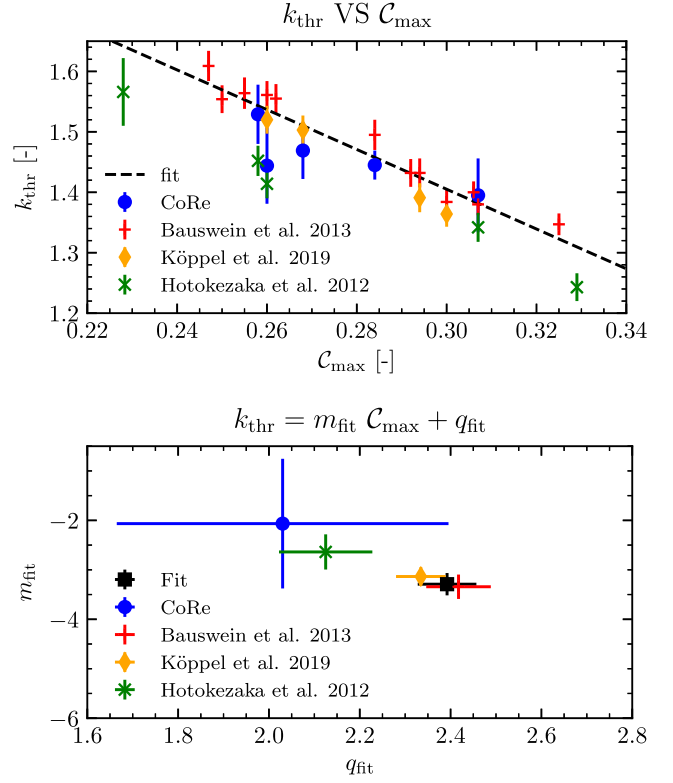 k_thr VS C_max
1.6
1.5
1.4
1.3
1.2
k_thr [-]
fit
CoRe
Bauswein et al. 2013
Köppel et al. 2019
Hotokezaka et al. 2012
0.22 0.24 0.26 0.28 0.30 0.32 0.34
C_max [-]
k_thr = m_fit C_max + q_fit
−2
−4
−6
m_fit
Fit
CoRe
Bauswein et al. 2013
Köppel et al. 2019
Hotokezaka et al. 2012
1.6 1.8 2.0 2.2 2.4 2.6 2.8
q_fit